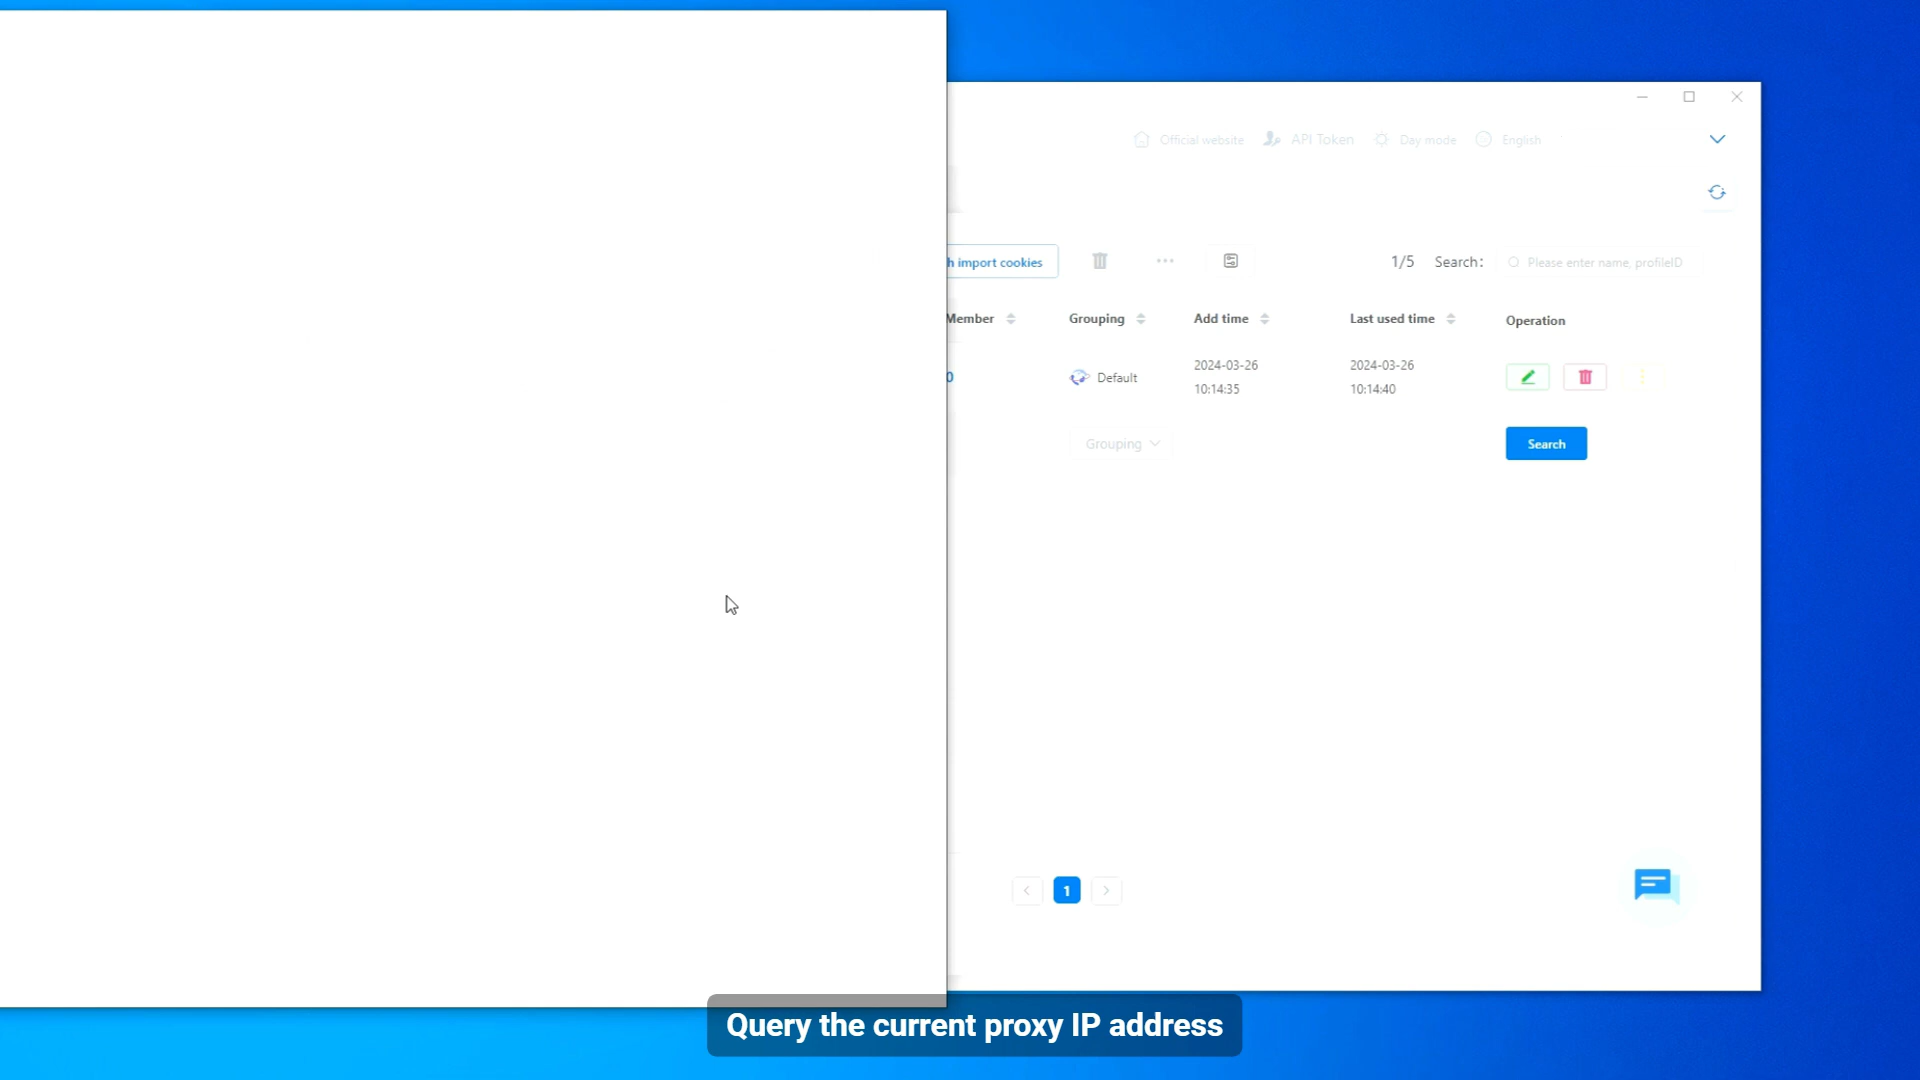 Official website API Token Day mode English
h import cookies 1/5 Search: Please enter name, profileID
Member Grouping Add time Last used time Operation
0 Default 2024-03-26 10:14:35 2024-03-26 10:14:40
Grouping Search
1
Query the current proxy IP address